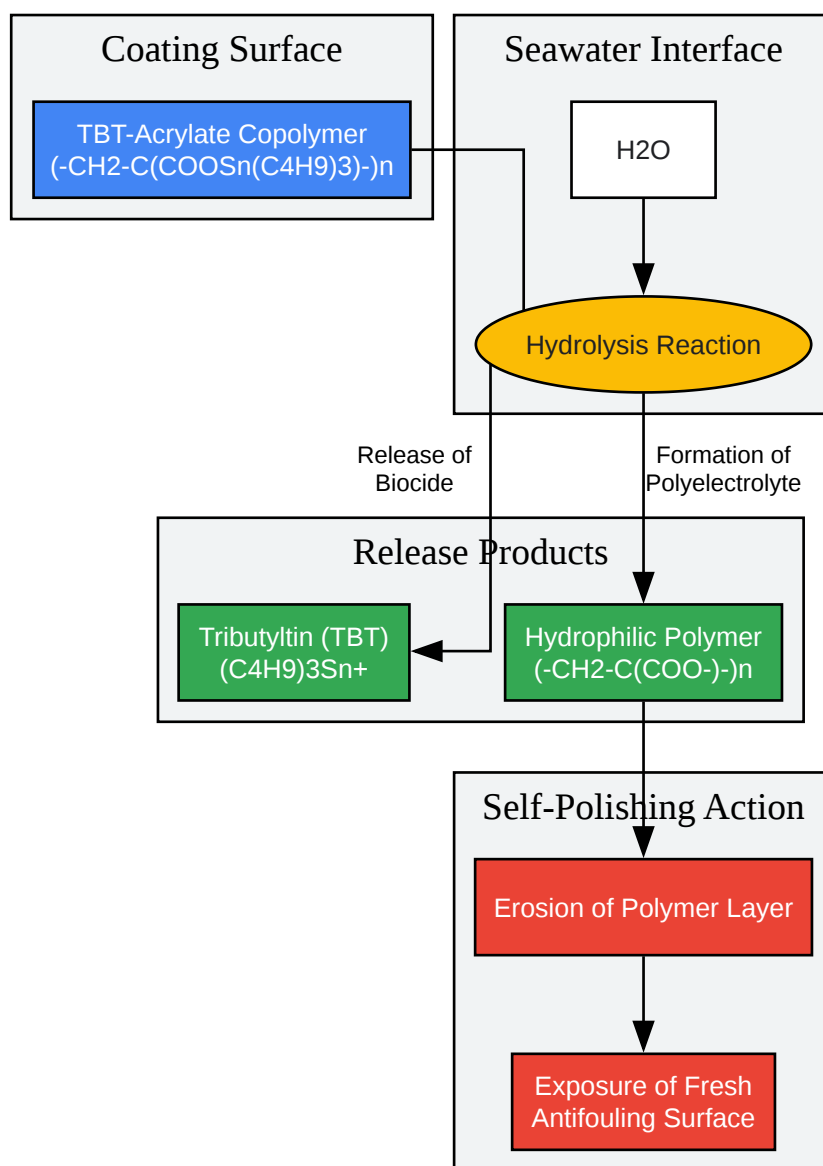 Coating Surface
TBT-Acrylate Copolymer
(-CH2-C(COOSn(C4H9)3)-)n
Seawater Interface
H2O
Hydrolysis Reaction
Release of
Biocide
Formation of
Polyelectrolyte
Release Products
Tributyltin (TBT)
(C4H9)3Sn+
Hydrophilic Polymer
(-CH2-C(COO-)-)n
Self-Polishing Action
Erosion of Polymer Layer
Exposure of Fresh
Antifouling Surface